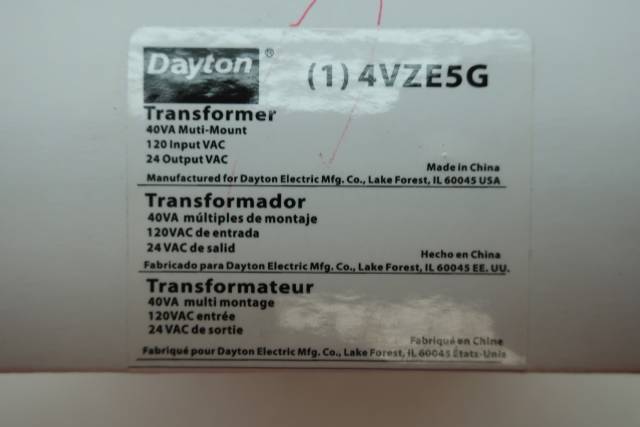 Dayton®
(1) 4VZE5G
Transformer
40VA Muti-Mount
120 Input VAC
24 Output VAC
Made in China
Manufactured for Dayton Electric Mfg. Co., Lake Forest, IL 60045 USA
Transformador
40VA múltiples de montaje
120VAC de entrada
24 VAC de salid
Hecho en China
Fabricado para Dayton Electric Mfg. Co., Lake Forest, IL 60045 EE. UU.
Transformateur
40VA multi montage
120VAC entrée
24 VAC de sortie
Fabriqué en Chine
Fabriqué pour Dayton Electric Mfg. Co., Lake Forest, IL 60045 États-Unis